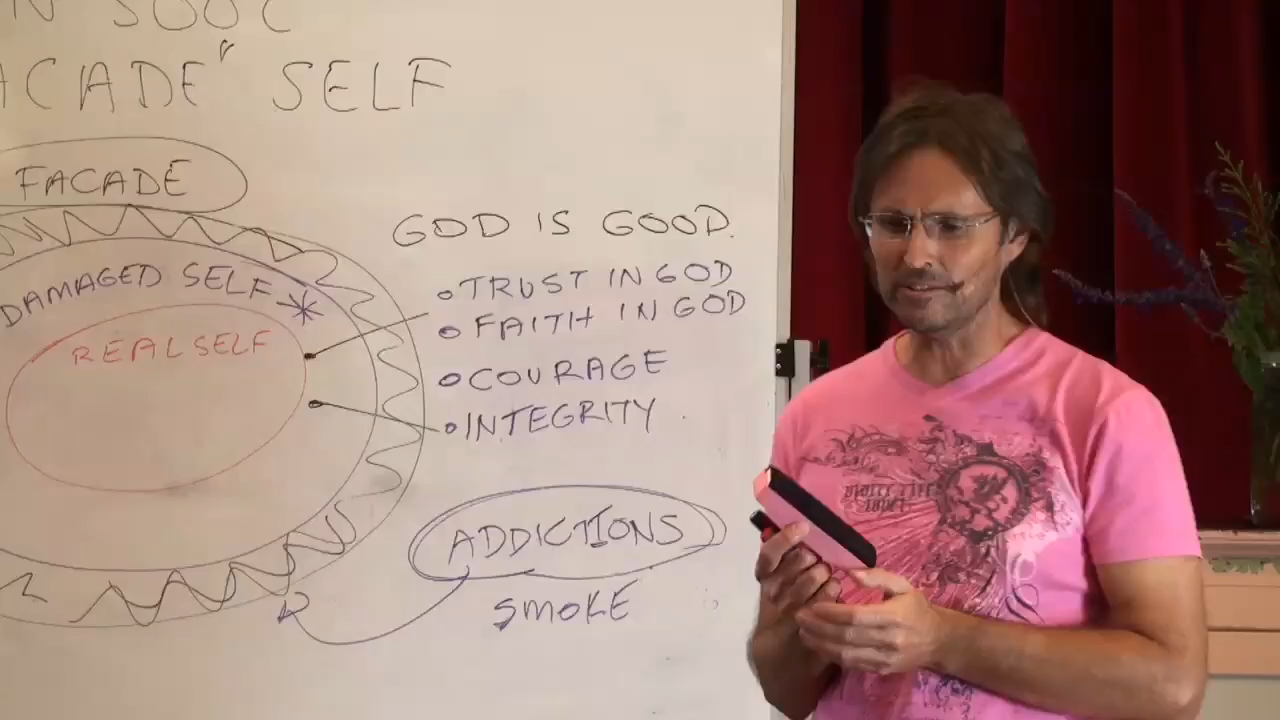 SELF
FACADE
GOD IS GOOD.
DAMAGED SELF *
• TRUST IN GOD
• FAITH IN GOD
REAL SELF
• COURAGE
• INTEGRITY
ADDICTIONS
SMOKE